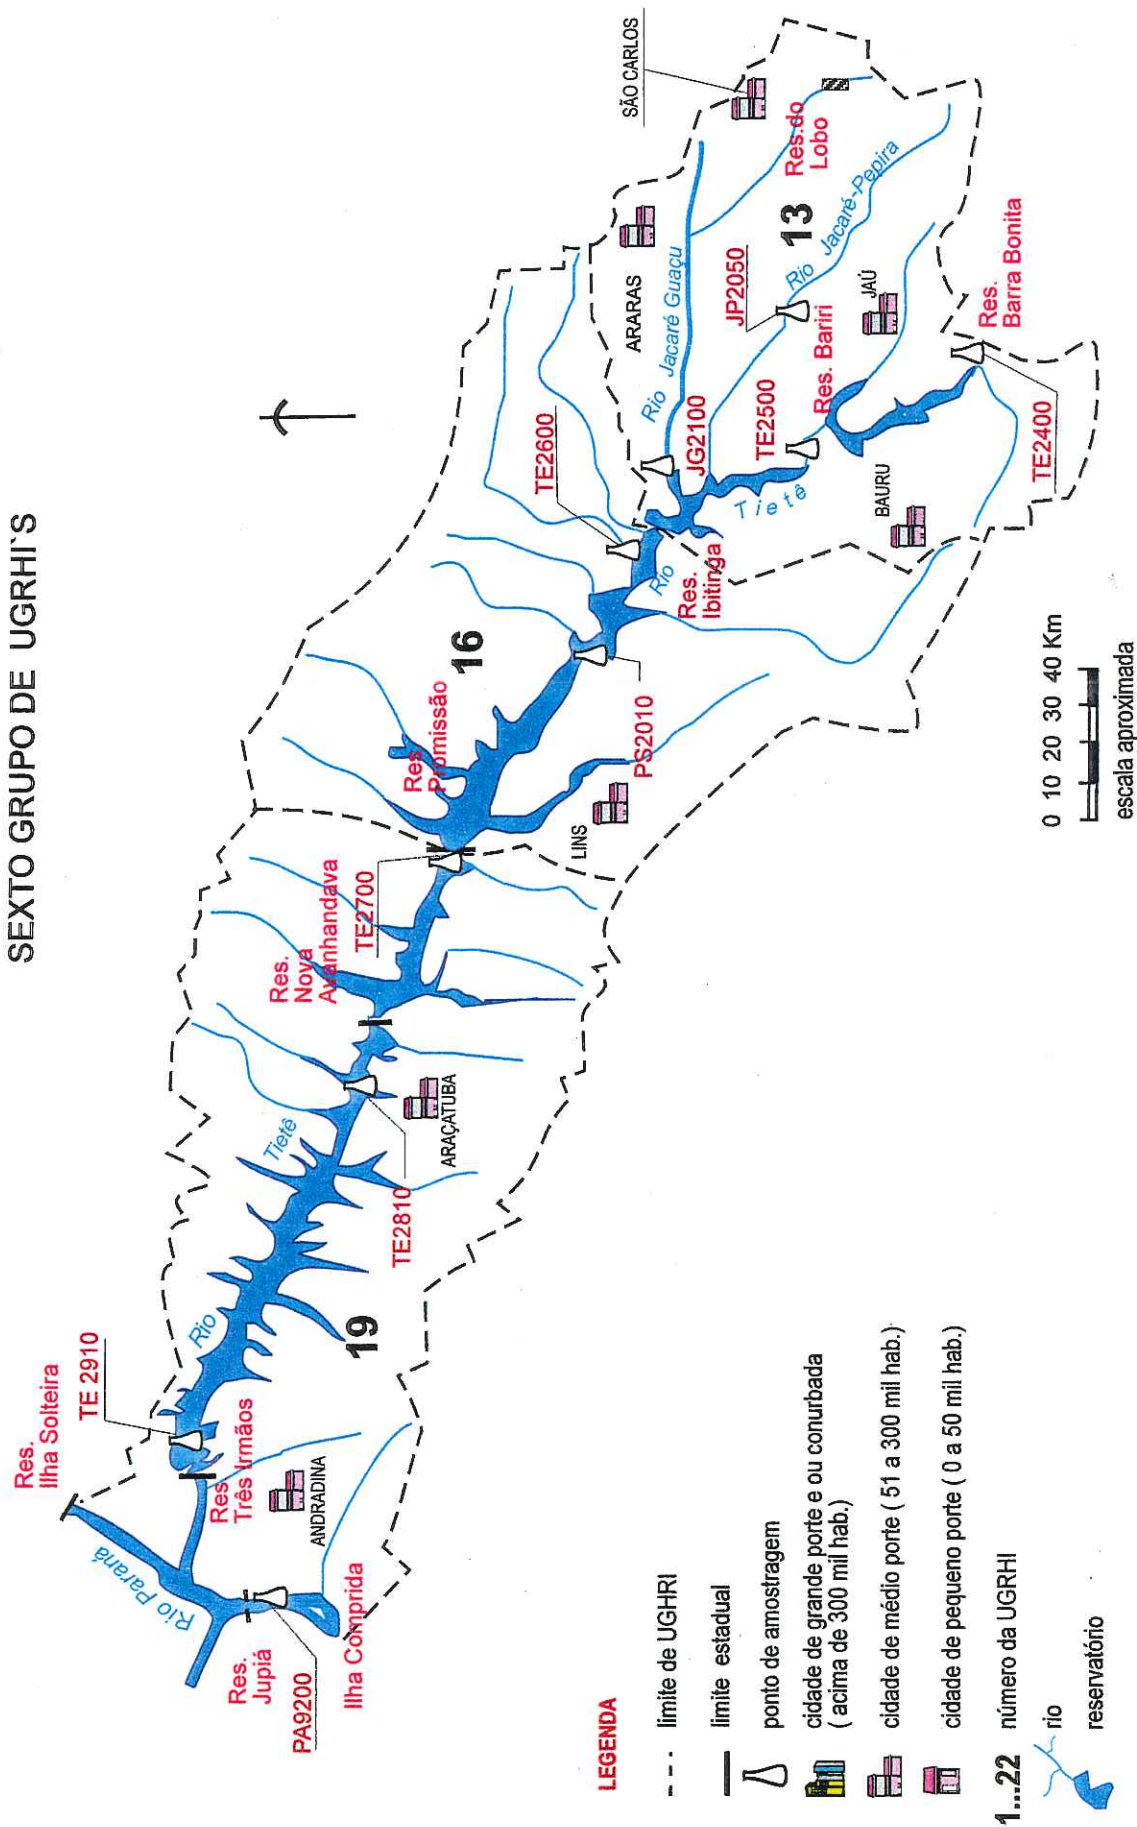 SEXTO GRUPO DE UGRHI`S
Res.
Ilha Solteira
TE 2910
Rio Paraná
Res.
Três Irmãos
Res.
Jupiá
PA9200
Ilha Comprida
ANDRADINA
Rio
Tietê
19
TE2810
ARAÇATUBA
Res.
Nova
Avanhandava
TE2700
Res.
Promissão
16
LINS
PS2010
TE2600
Rio
Res.
Ibitinga
Tietê
JG2100
Rio Jacaré Guaçu
ARARAS
SÃO CARLOS
Res.do
Lobo
13
JP2050
Rio Jacaré-Pepira
TE2500
Res. Bariri
JAÚ
BAURU
Res.
Barra Bonita
TE2400
0 10 20 30 40 Km
escala aproximada
LEGENDA
limite de UGHRI
limite estadual
ponto de amostragem
cidade de grande porte e ou conurbada
( acima de 300 mil hab.)
cidade de médio porte ( 51 a 300 mil hab.)
cidade de pequeno porte ( 0 a 50 mil hab.)
1...22 número da UGRHI
rio
reservatório